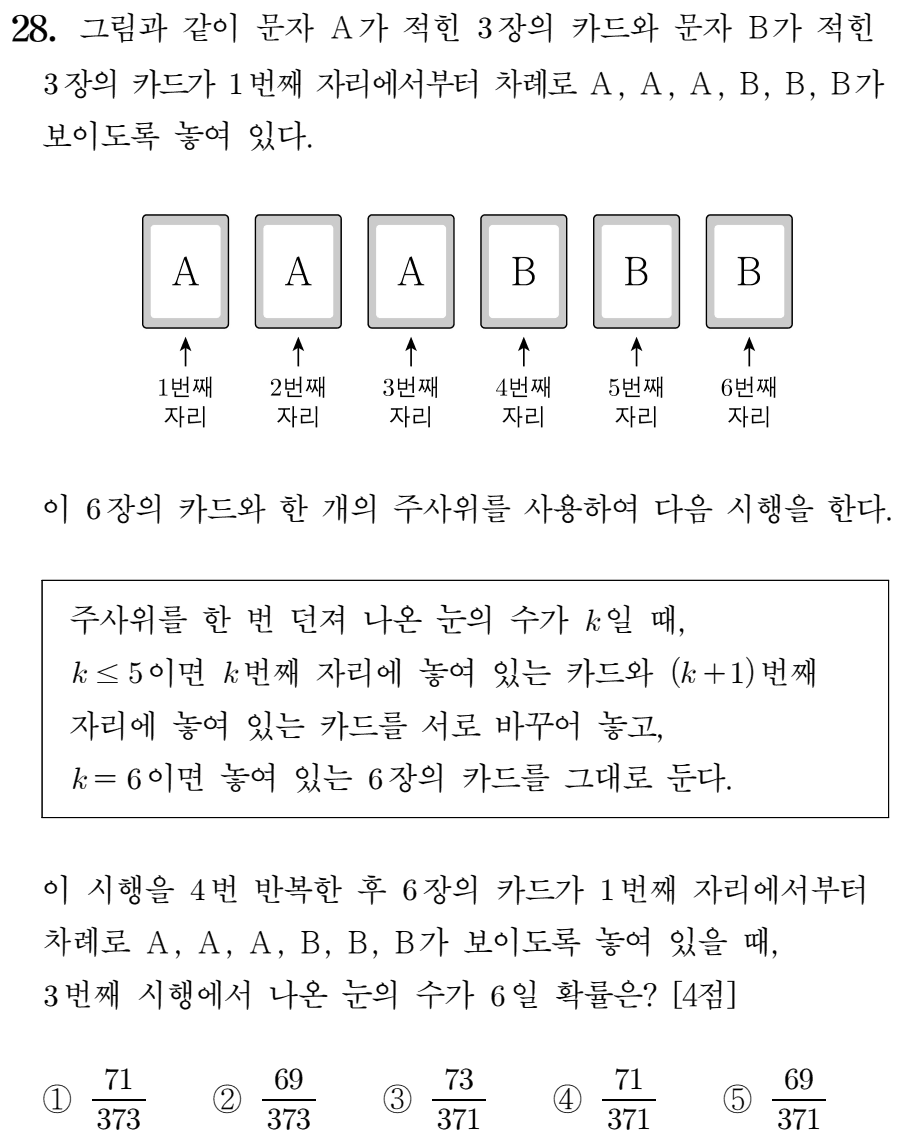 28. 그림과 같이 문자 A가 적힌 3장의 카드와 문자 B가 적힌
3장의 카드가 1번째 자리에서부터 차례로 A, A, A, B, B, B가
보이도록 놓여 있다.
A A A B B B
1번째 2번째 3번째 4번째 5번째 6번째
자리 자리 자리 자리 자리 자리
이 6장의 카드와 한 개의 주사위를 사용하여 다음 시행을 한다.
주사위를 한 번 던져 나온 눈의 수가 k일 때,
k ≤ 5이면 k번째 자리에 놓여 있는 카드와 (k+1)번째
자리에 놓여 있는 카드를 서로 바꾸어 놓고,
k = 6이면 놓여 있는 6장의 카드를 그대로 둔다.
이 시행을 4번 반복한 후 6장의 카드가 1번째 자리에서부터
차례로 A, A, A, B, B, B가 보이도록 놓여 있을 때,
3번째 시행에서 나온 눈의 수가 6일 확률은? [4점]
① 71/373 ② 69/373 ③ 73/371 ④ 71/371 ⑤ 69/371